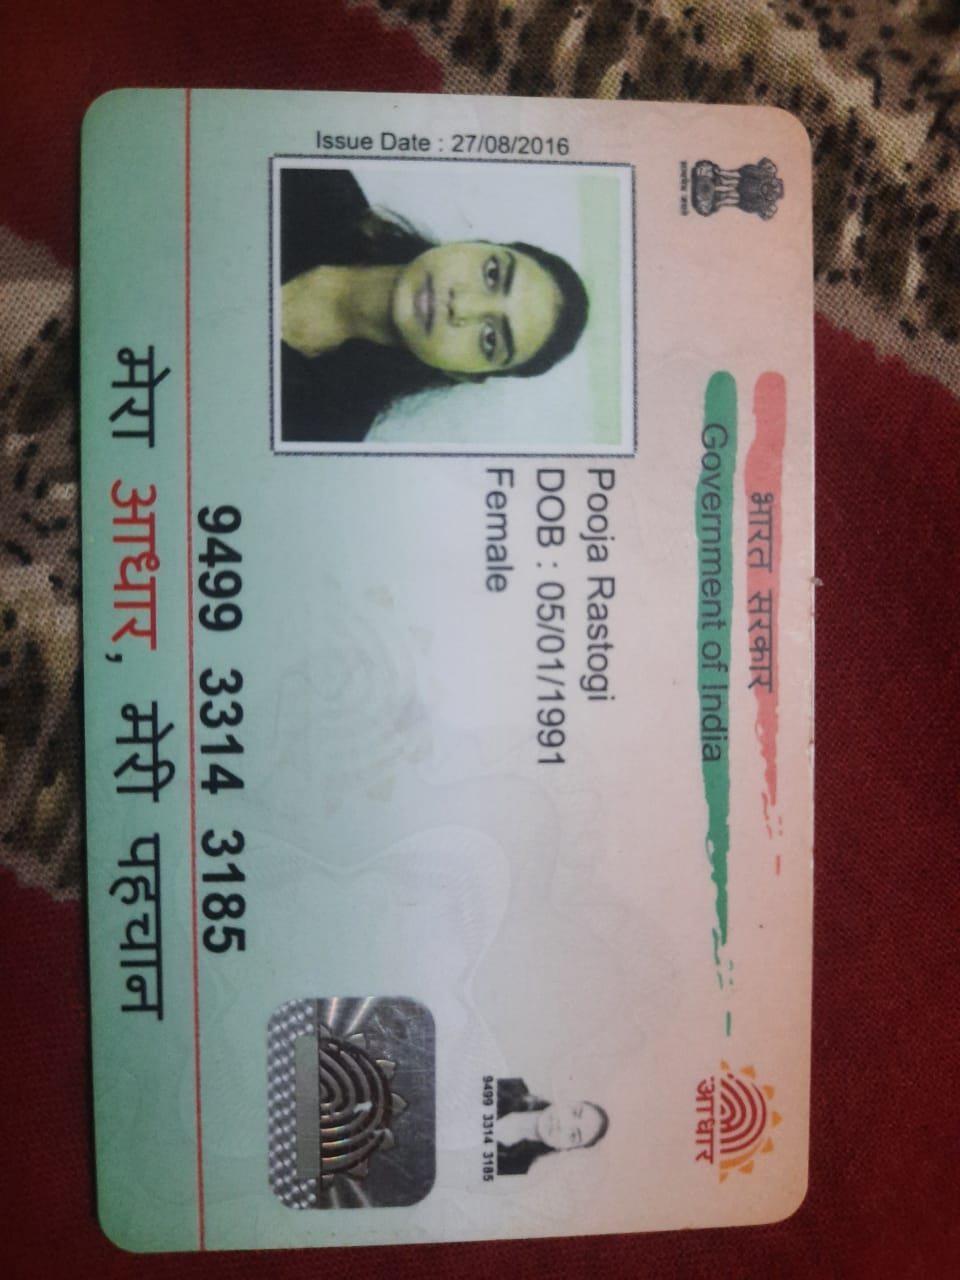 भारत सरकार
Government of India
आधार
Issue Date : 27/08/2016
Pooja Rastogi
DOB : 05/01/1991
Female
9499 3314 3185
9499 3314 3185
मेरा आधार, मेरी पहचान